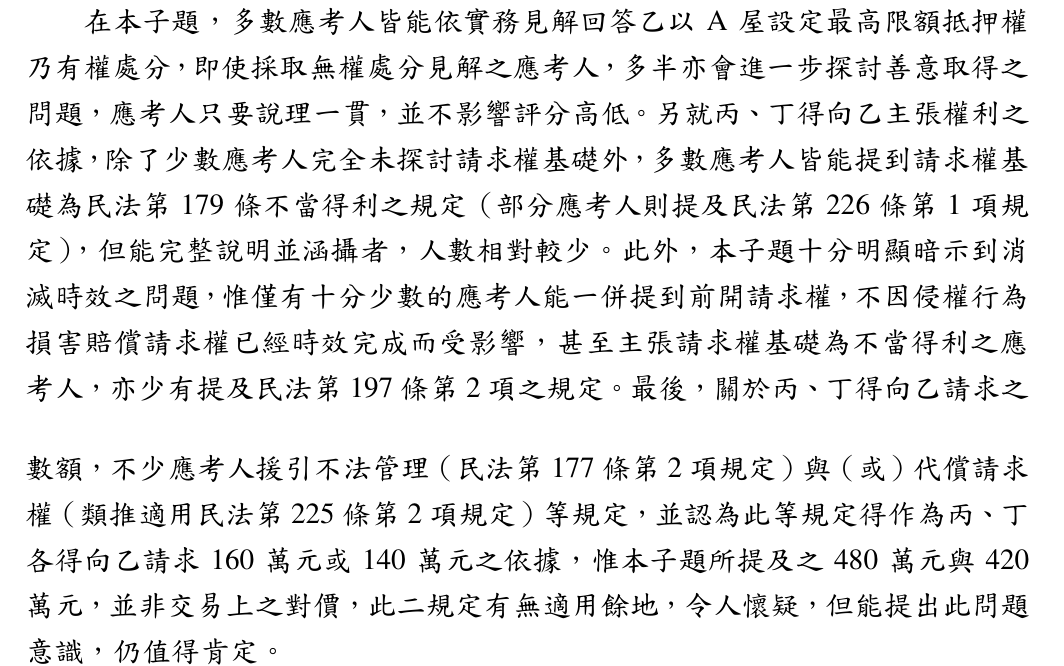 在本子題，多數應考人皆能依實務見解回答乙以 A 屋設定最高限額抵押權
乃有權處分，即使採取無權處分見解之應考人，多半亦會進一步探討善意取得之
問題，應考人只要說理一貫，並不影響評分高低。另就丙、丁得向乙主張權利之
依據，除了少數應考人完全未探討請求權基礎外，多數應考人皆能提到請求權基
礎為民法第 179 條不當得利之規定（部分應考人則提及民法第 226 條第 1 項規
定），但能完整說明並涵攝者，人數相對較少。此外，本子題十分明顯暗示到消
滅時效之問題，惟僅有十分少數的應考人能一併提到前開請求權，不因侵權行為
損害賠償請求權已經時效完成而受影響，甚至主張請求權基礎為不當得利之應
考人，亦少有提及民法第 197 條第 2 項之規定。最後，關於丙、丁得向乙請求之
數額，不少應考人援引不法管理（民法第 177 條第 2 項規定）與（或）代償請求
權（類推適用民法第 225 條第 2 項規定）等規定，並認為此等規定得作為丙、丁
各得向乙請求 160 萬元或 140 萬元之依據，惟本子題所提及之 480 萬元與 420
萬元，並非交易上之對價，此二規定有無適用餘地，令人懷疑，但能提出此問題
意識，仍值得肯定。